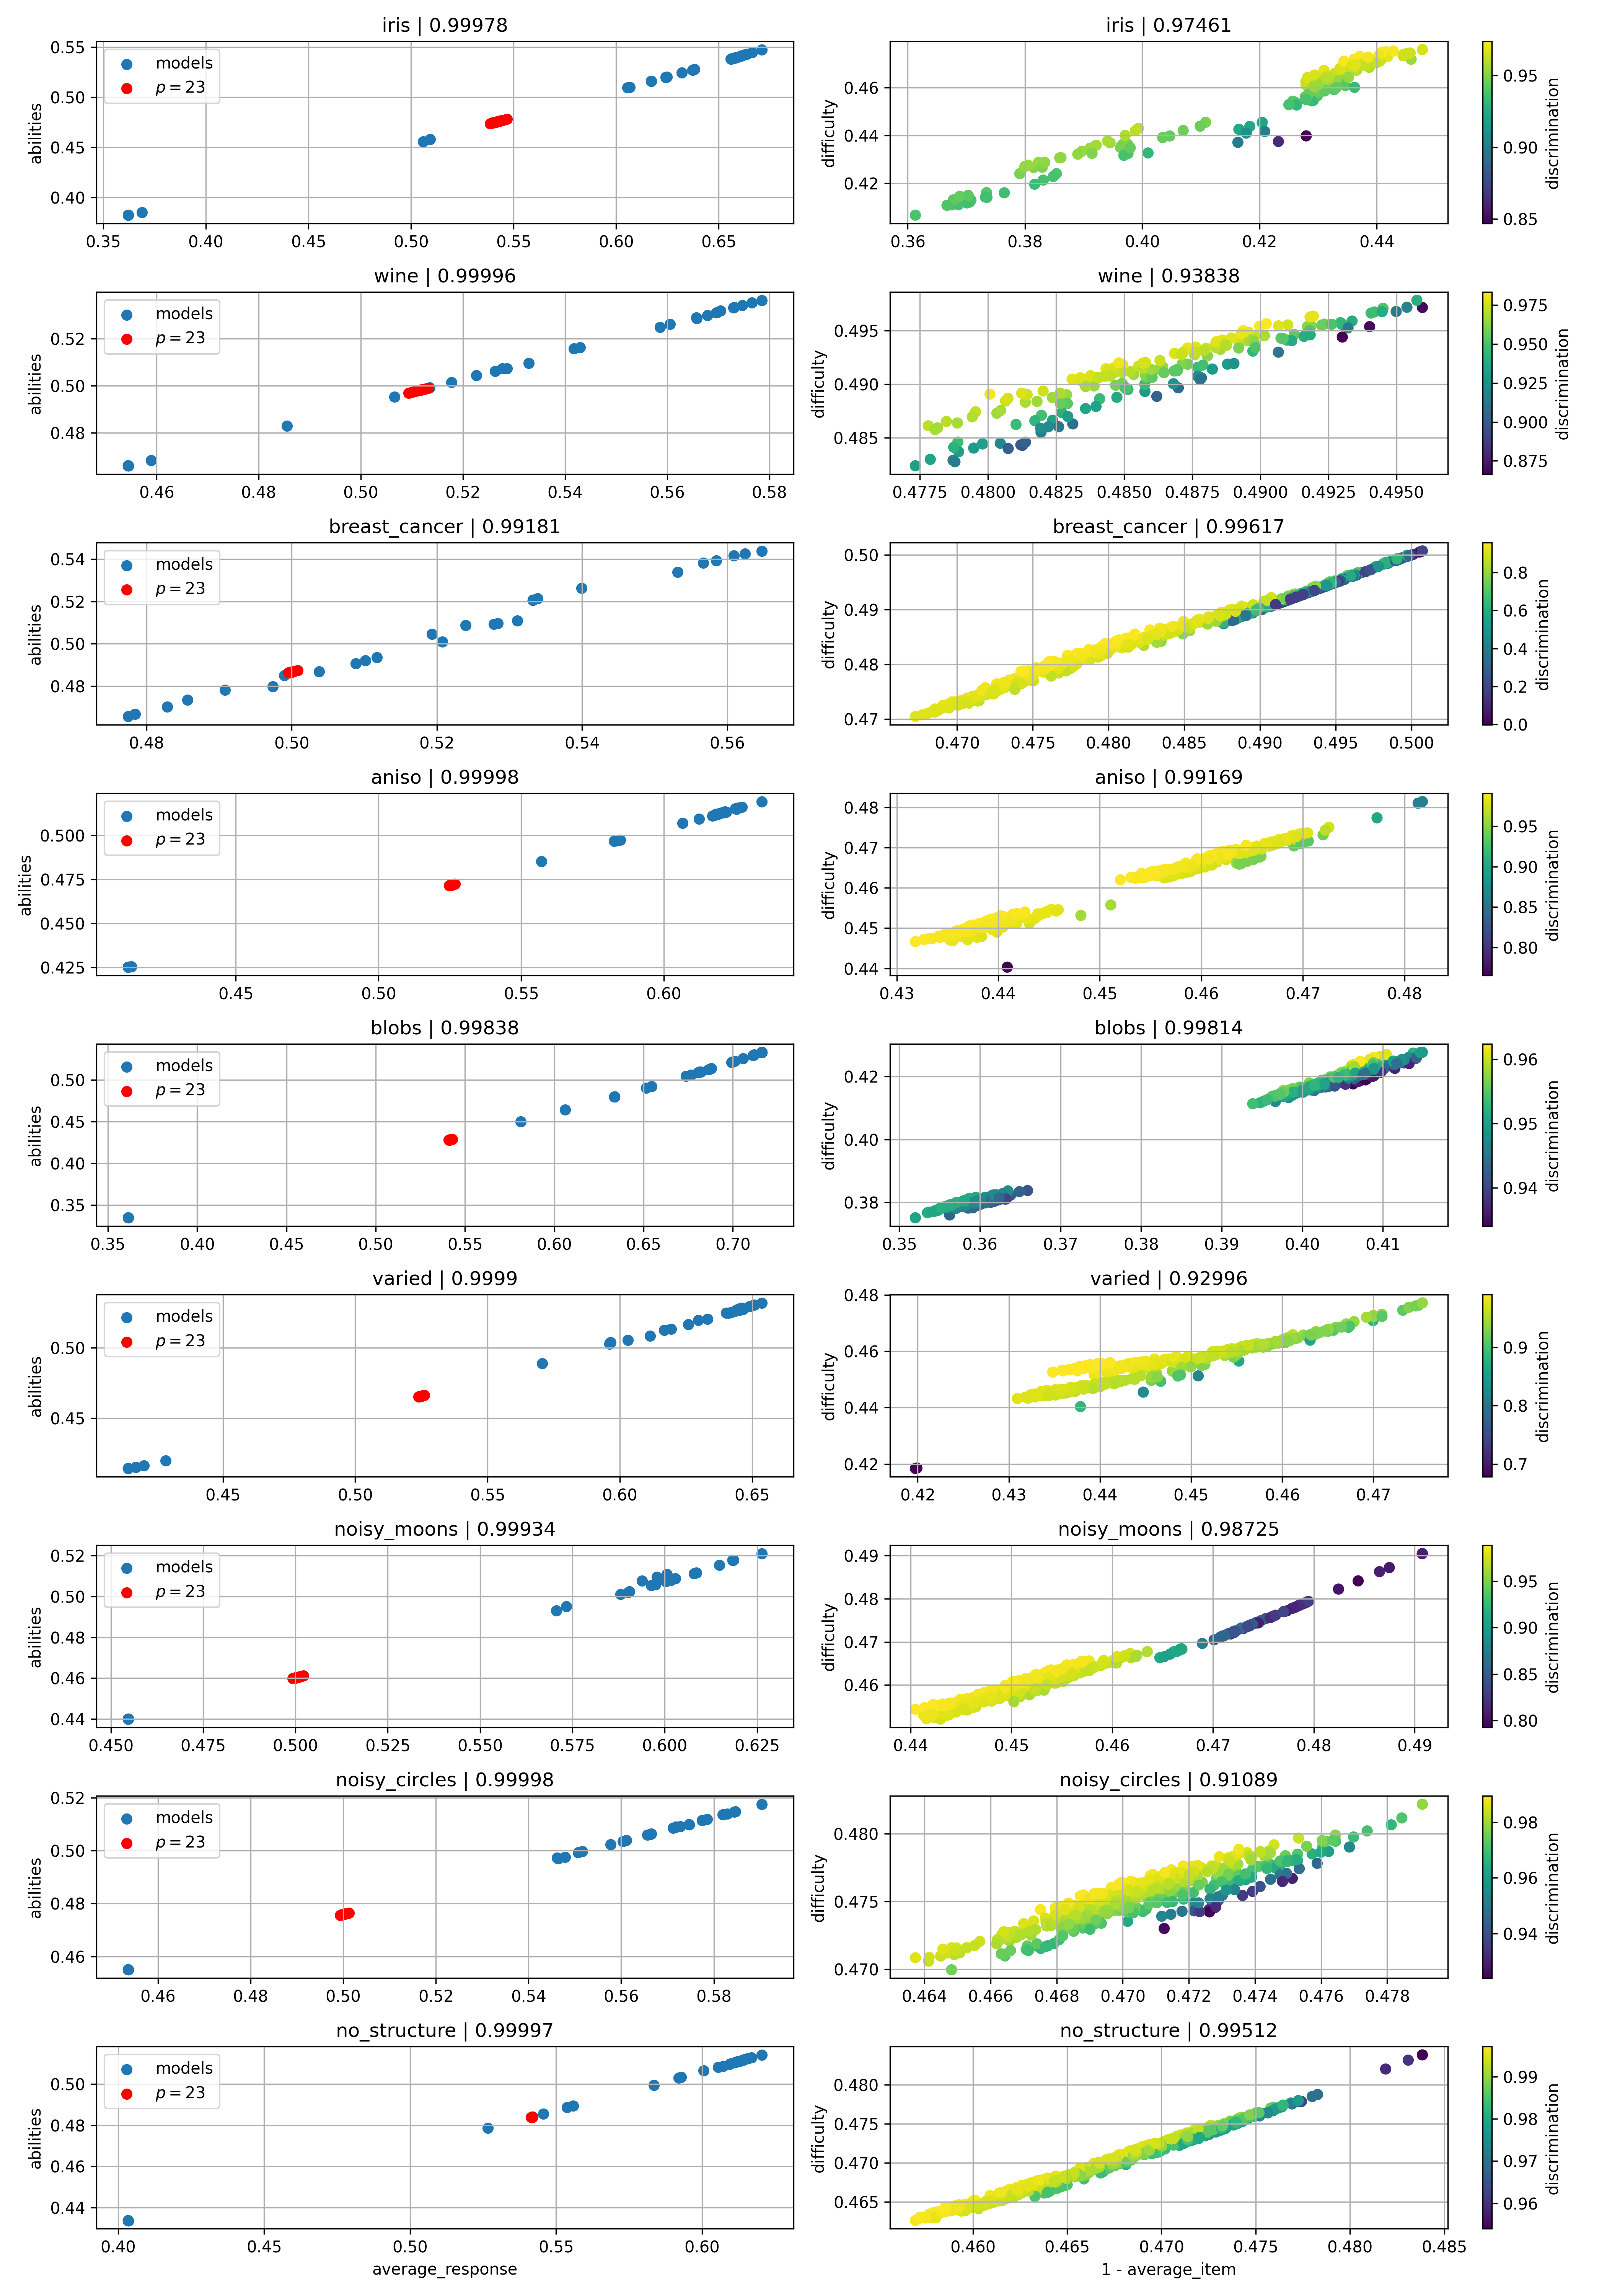 iris | 0.99978
abilities
0.55
0.50
0.45
0.40
models
p = 23
0.35 0.40 0.45 0.50 0.55 0.60 0.65
iris | 0.97461
difficulty
0.46
0.44
0.42
0.36 0.38 0.40 0.42 0.44
0.95
0.90
0.85
discrimination
wine | 0.99996
abilities
0.52
0.50
0.48
models
p = 23
0.46 0.48 0.50 0.52 0.54 0.56 0.58
wine | 0.93838
difficulty
0.495
0.490
0.485
0.4775 0.4800 0.4825 0.4850 0.4875 0.4900 0.4925 0.4950
0.975
0.950
0.925
0.900
0.875
discrimination
breast_cancer | 0.99181
abilities
0.54
0.52
0.50
0.48
models
p = 23
0.48 0.50 0.52 0.54 0.56
breast_cancer | 0.99617
difficulty
0.50
0.49
0.48
0.47
0.470 0.475 0.480 0.485 0.490 0.495 0.500
0.8
0.6
0.4
0.2
0.0
discrimination
aniso | 0.99998
abilities
0.500
0.475
0.450
0.425
models
p = 23
0.45 0.50 0.55 0.60
aniso | 0.99169
difficulty
0.48
0.47
0.46
0.45
0.44
0.43 0.44 0.45 0.46 0.47 0.48
0.95
0.90
0.85
0.80
discrimination
blobs | 0.99838
abilities
0.50
0.45
0.40
0.35
models
p = 23
0.35 0.40 0.45 0.50 0.55 0.60 0.65 0.70
blobs | 0.99814
difficulty
0.42
0.40
0.38
0.35 0.36 0.37 0.38 0.39 0.40 0.41
0.96
0.95
0.94
discrimination
varied | 0.9999
abilities
0.50
0.45
models
p = 23
0.45 0.50 0.55 0.60 0.65
varied | 0.92996
difficulty
0.48
0.46
0.44
0.42
0.42 0.43 0.44 0.45 0.46 0.47
0.9
0.8
0.7
discrimination
noisy_moons | 0.99934
abilities
0.52
0.50
0.48
0.46
0.44
models
p = 23
0.450 0.475 0.500 0.525 0.550 0.575 0.600 0.625
noisy_moons | 0.98725
difficulty
0.49
0.48
0.47
0.46
0.44 0.45 0.46 0.47 0.48 0.49
0.95
0.90
0.85
0.80
discrimination
noisy_circles | 0.99998
abilities
0.52
0.50
0.48
0.46
models
p = 23
0.46 0.48 0.50 0.52 0.54 0.56 0.58
noisy_circles | 0.91089
difficulty
0.480
0.475
0.470
0.464 0.466 0.468 0.470 0.472 0.474 0.476 0.478
0.98
0.96
0.94
discrimination
no_structure | 0.99997
abilities
0.50
0.48
0.46
0.44
models
p = 23
0.40 0.45 0.50 0.55 0.60
average_response
no_structure | 0.99512
difficulty
0.480
0.475
0.470
0.465
0.460 0.465 0.470 0.475 0.480 0.485
1 - average_item
0.99
0.98
0.97
0.96
discrimination